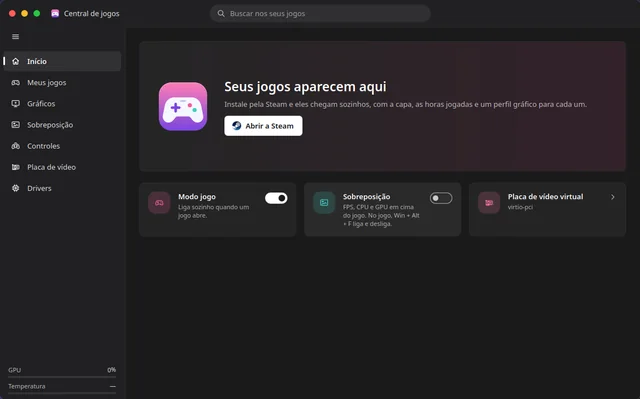 Central de jogos
Buscar nos seus jogos
Início
Meus jogos
Gráficos
Sobreposição
Controles
Placa de vídeo
Drivers
Seus jogos aparecem aqui
Instale pela Steam e eles chegam sozinhos, com a capa, as horas jogadas e um perfil gráfico para cada um.
Abrir a Steam
Modo jogo
Liga sozinho quando um
jogo abre.
Sobreposição
FPS, CPU e GPU em cima
do jogo. No jogo, Win + Alt
+ F liga e desliga.
Placa de vídeo virtual
virtio-pci
GPU 0%
Temperatura —